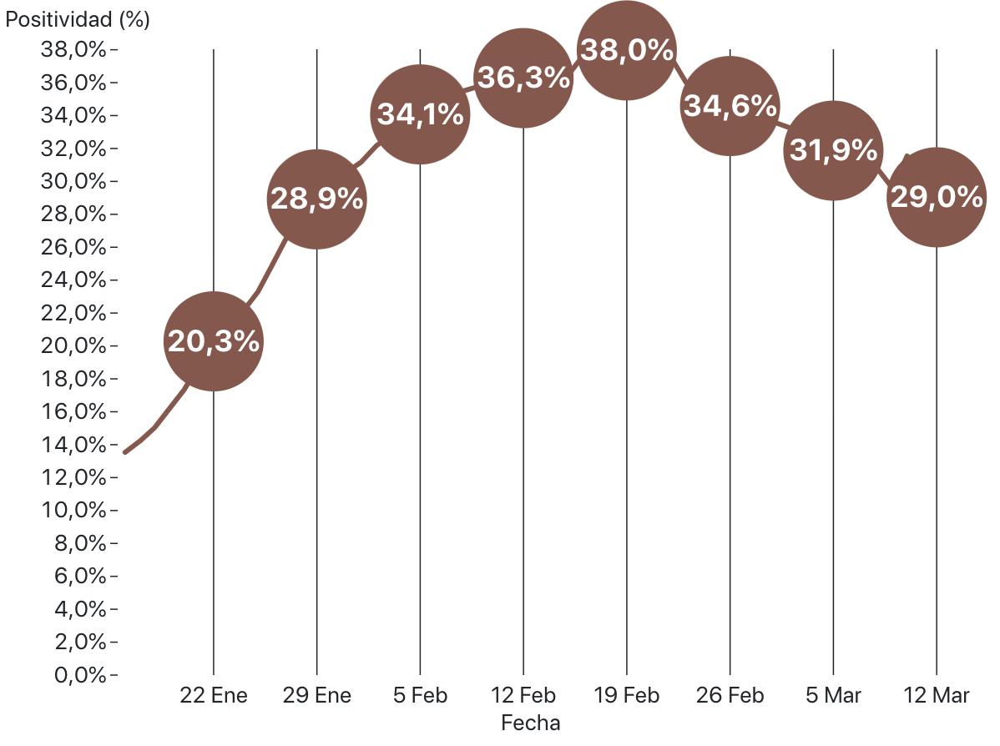 Positividad (%)
38,0%
36,0%
34,0%
32,0%
30,0%
28,0%
26,0%
24,0%
22,0%
20,0%
18,0%
16,0%
14,0%
12,0%
10,0%
8,0%
6,0%
4,0%
2,0%
0,0%
20,3%
28,9%
34,1%
36,3%
38,0%
34,6%
31,9%
29,0%
22 Ene
29 Ene
5 Feb
12 Feb
19 Feb
26 Feb
5 Mar
12 Mar
Fecha